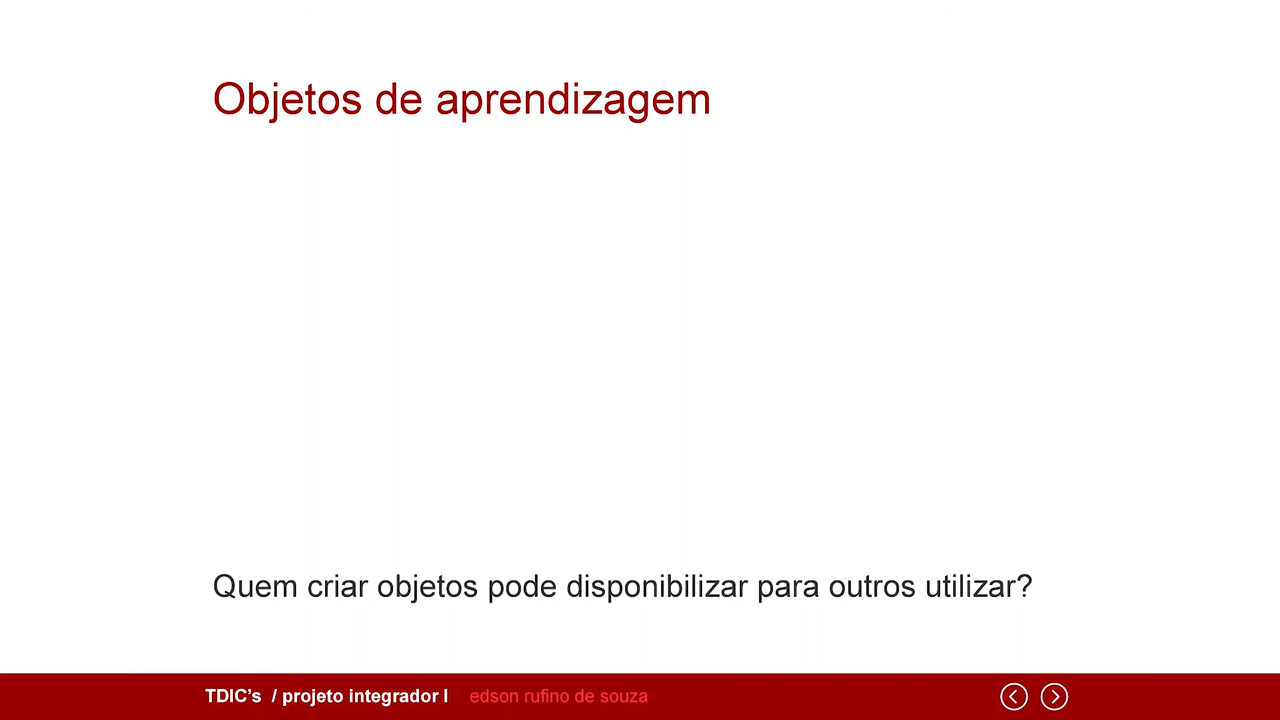 Objetos de aprendizagem
Quem criar objetos pode disponibilizar para outros utilizar?
TDIC’s / projeto integrador I edson rufino de souza